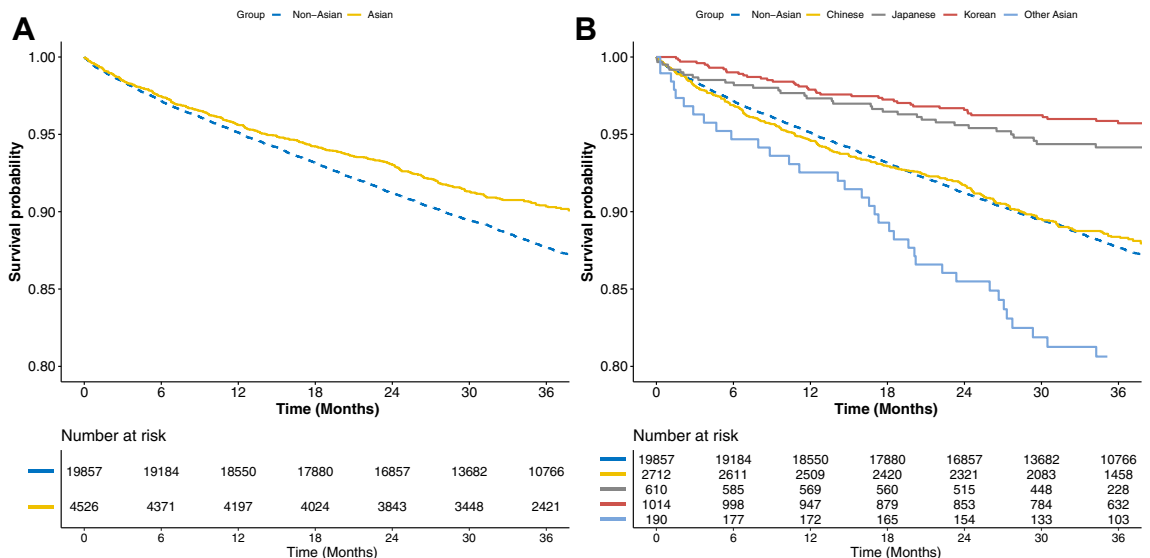 A
Group Non−Asian Asian
Survival probability
1.00
0.95
0.90
0.85
0.80
0 6 12 18 24 30 36
Time (Months)
Number at risk
19857 19184 18550 17880 16857 13682 10766
4526 4371 4197 4024 3843 3448 2421
0 6 12 18 24 30 36
Time (Months)
B
Group Non−Asian Chinese Japanese Korean Other Asian
Survival probability
1.00
0.95
0.90
0.85
0.80
0 6 12 18 24 30 36
Time (Months)
Number at risk
19857 19184 18550 17880 16857 13682 10766
2712 2611 2509 2420 2321 2083 1458
610 585 569 560 515 448 228
1014 998 947 879 853 784 632
190 177 172 165 154 133 103
0 6 12 18 24 30 36
Time (Months)